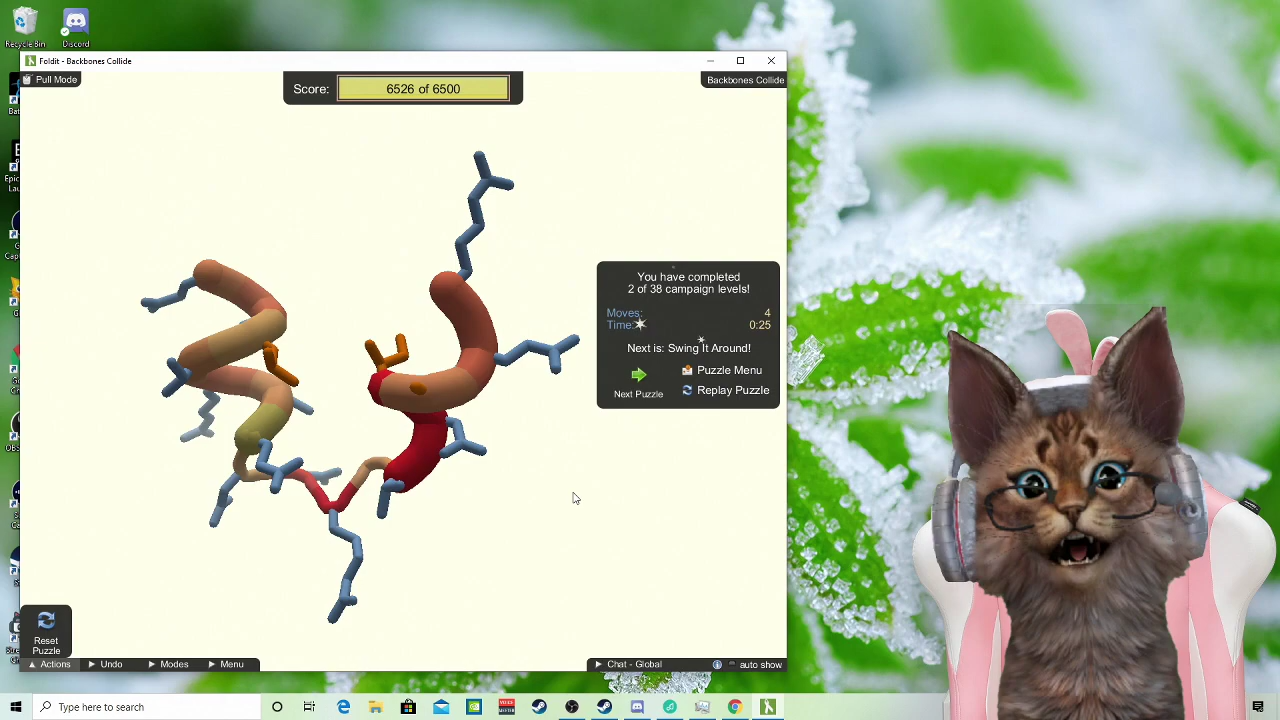 Recycle Bin
Discord
Foldit - Backbones Collide
Pull Mode
Score:
6526 of 6500
Backbones Collide
You have completed
2 of 38 campaign levels!
Moves:
4
Time:
0:25
Next is: Swing It Around!
Puzzle Menu
Next Puzzle
Replay Puzzle
Reset
Puzzle
Actions
Undo
Modes
Menu
Chat - Global
auto show
Type here to search